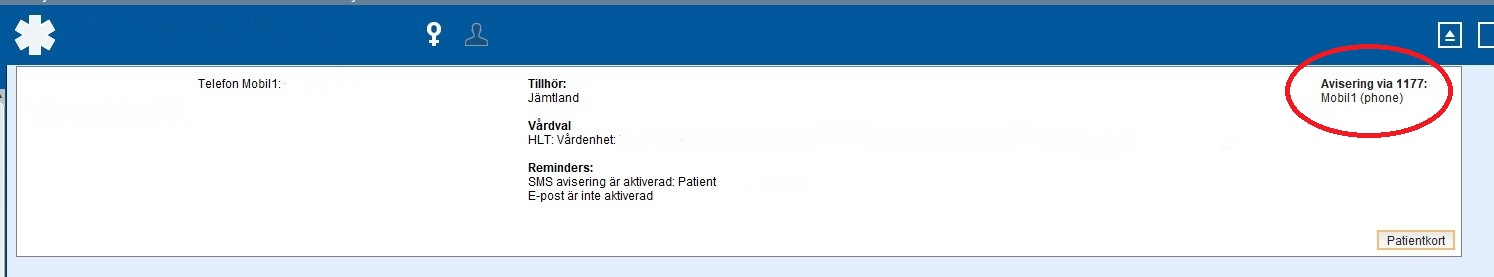 Telefon Mobil1:
Tillhör:
Jämtland
Vårdval
HLT: Vårdenhet:
Reminders:
SMS avisering är aktiverad: Patient
E-post är inte aktiverad
Avisering via 1177:
Mobil1 (phone)
Patientkort